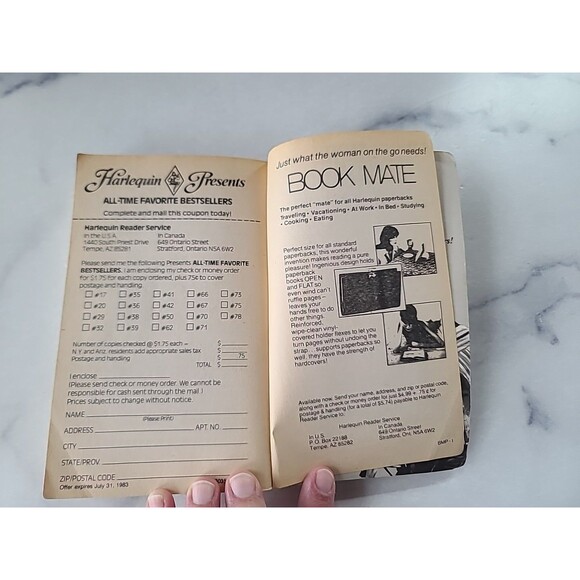 Harlequin Presents
ALL-TIME FAVORITE BESTSELLERS
Complete and mail this coupon today!
Harlequin Reader Service
In the U.S.A.
1440 South Priest Drive
Tempe, AZ 85281
In Canada
649 Ontario Street
Stratford, Ontario N5A 6W2
Please send me the following Presents ALL-TIME FAVORITE
BESTSELLERS. I am enclosing my check or money order
for $1.75 for each copy ordered, plus 75¢ to cover
postage and handling.
#17 #35 #41 #66 #73
#20 #36 #42 #67 #75
#29 #38 #50 #70 #78
#32 #39 #62 #71
Number of copies checked @ $1.75 each = $
N.Y. and Ariz. residents add appropriate sales tax $
Postage and handling $ .75
TOTAL $
I enclose
(Please send check or money order. We cannot be
responsible for cash sent through the mail.)
Prices subject to change without notice.
NAME
(Please Print)
ADDRESS APT. NO.
CITY
STATE/PROV.
ZIP/POSTAL CODE
Offer expires July 31, 1983
Just what the woman on the go needs!
BOOK MATE
The perfect "mate" for all Harlequin paperbacks
Traveling • Vacationing • At Work • In Bed • Studying
• Cooking • Eating
Perfect size for all standard
paperbacks, this wonderful
invention makes reading a pure
pleasure! Ingenious design holds
paperback
books OPEN
and FLAT so
even wind can't
ruffle pages –
leaves your
hands free to do
other things.
Reinforced,
wipe-clean vinyl-
covered holder flexes to let you
turn pages without undoing the
strap...supports paperbacks so
well, they have the strength of
hardcovers!
Available now. Send your name, address, and zip or postal code,
along with a check or money order for just $4.99 + .75¢ for
postage & handling (for a total of $5.74) payable to Harlequin
Reader Service to:
Harlequin Reader Service
In U.S.
P.O. Box 22188
Tempe, AZ 85282
In Canada
649 Ontario Street
Stratford, Ont. N5A 6W2